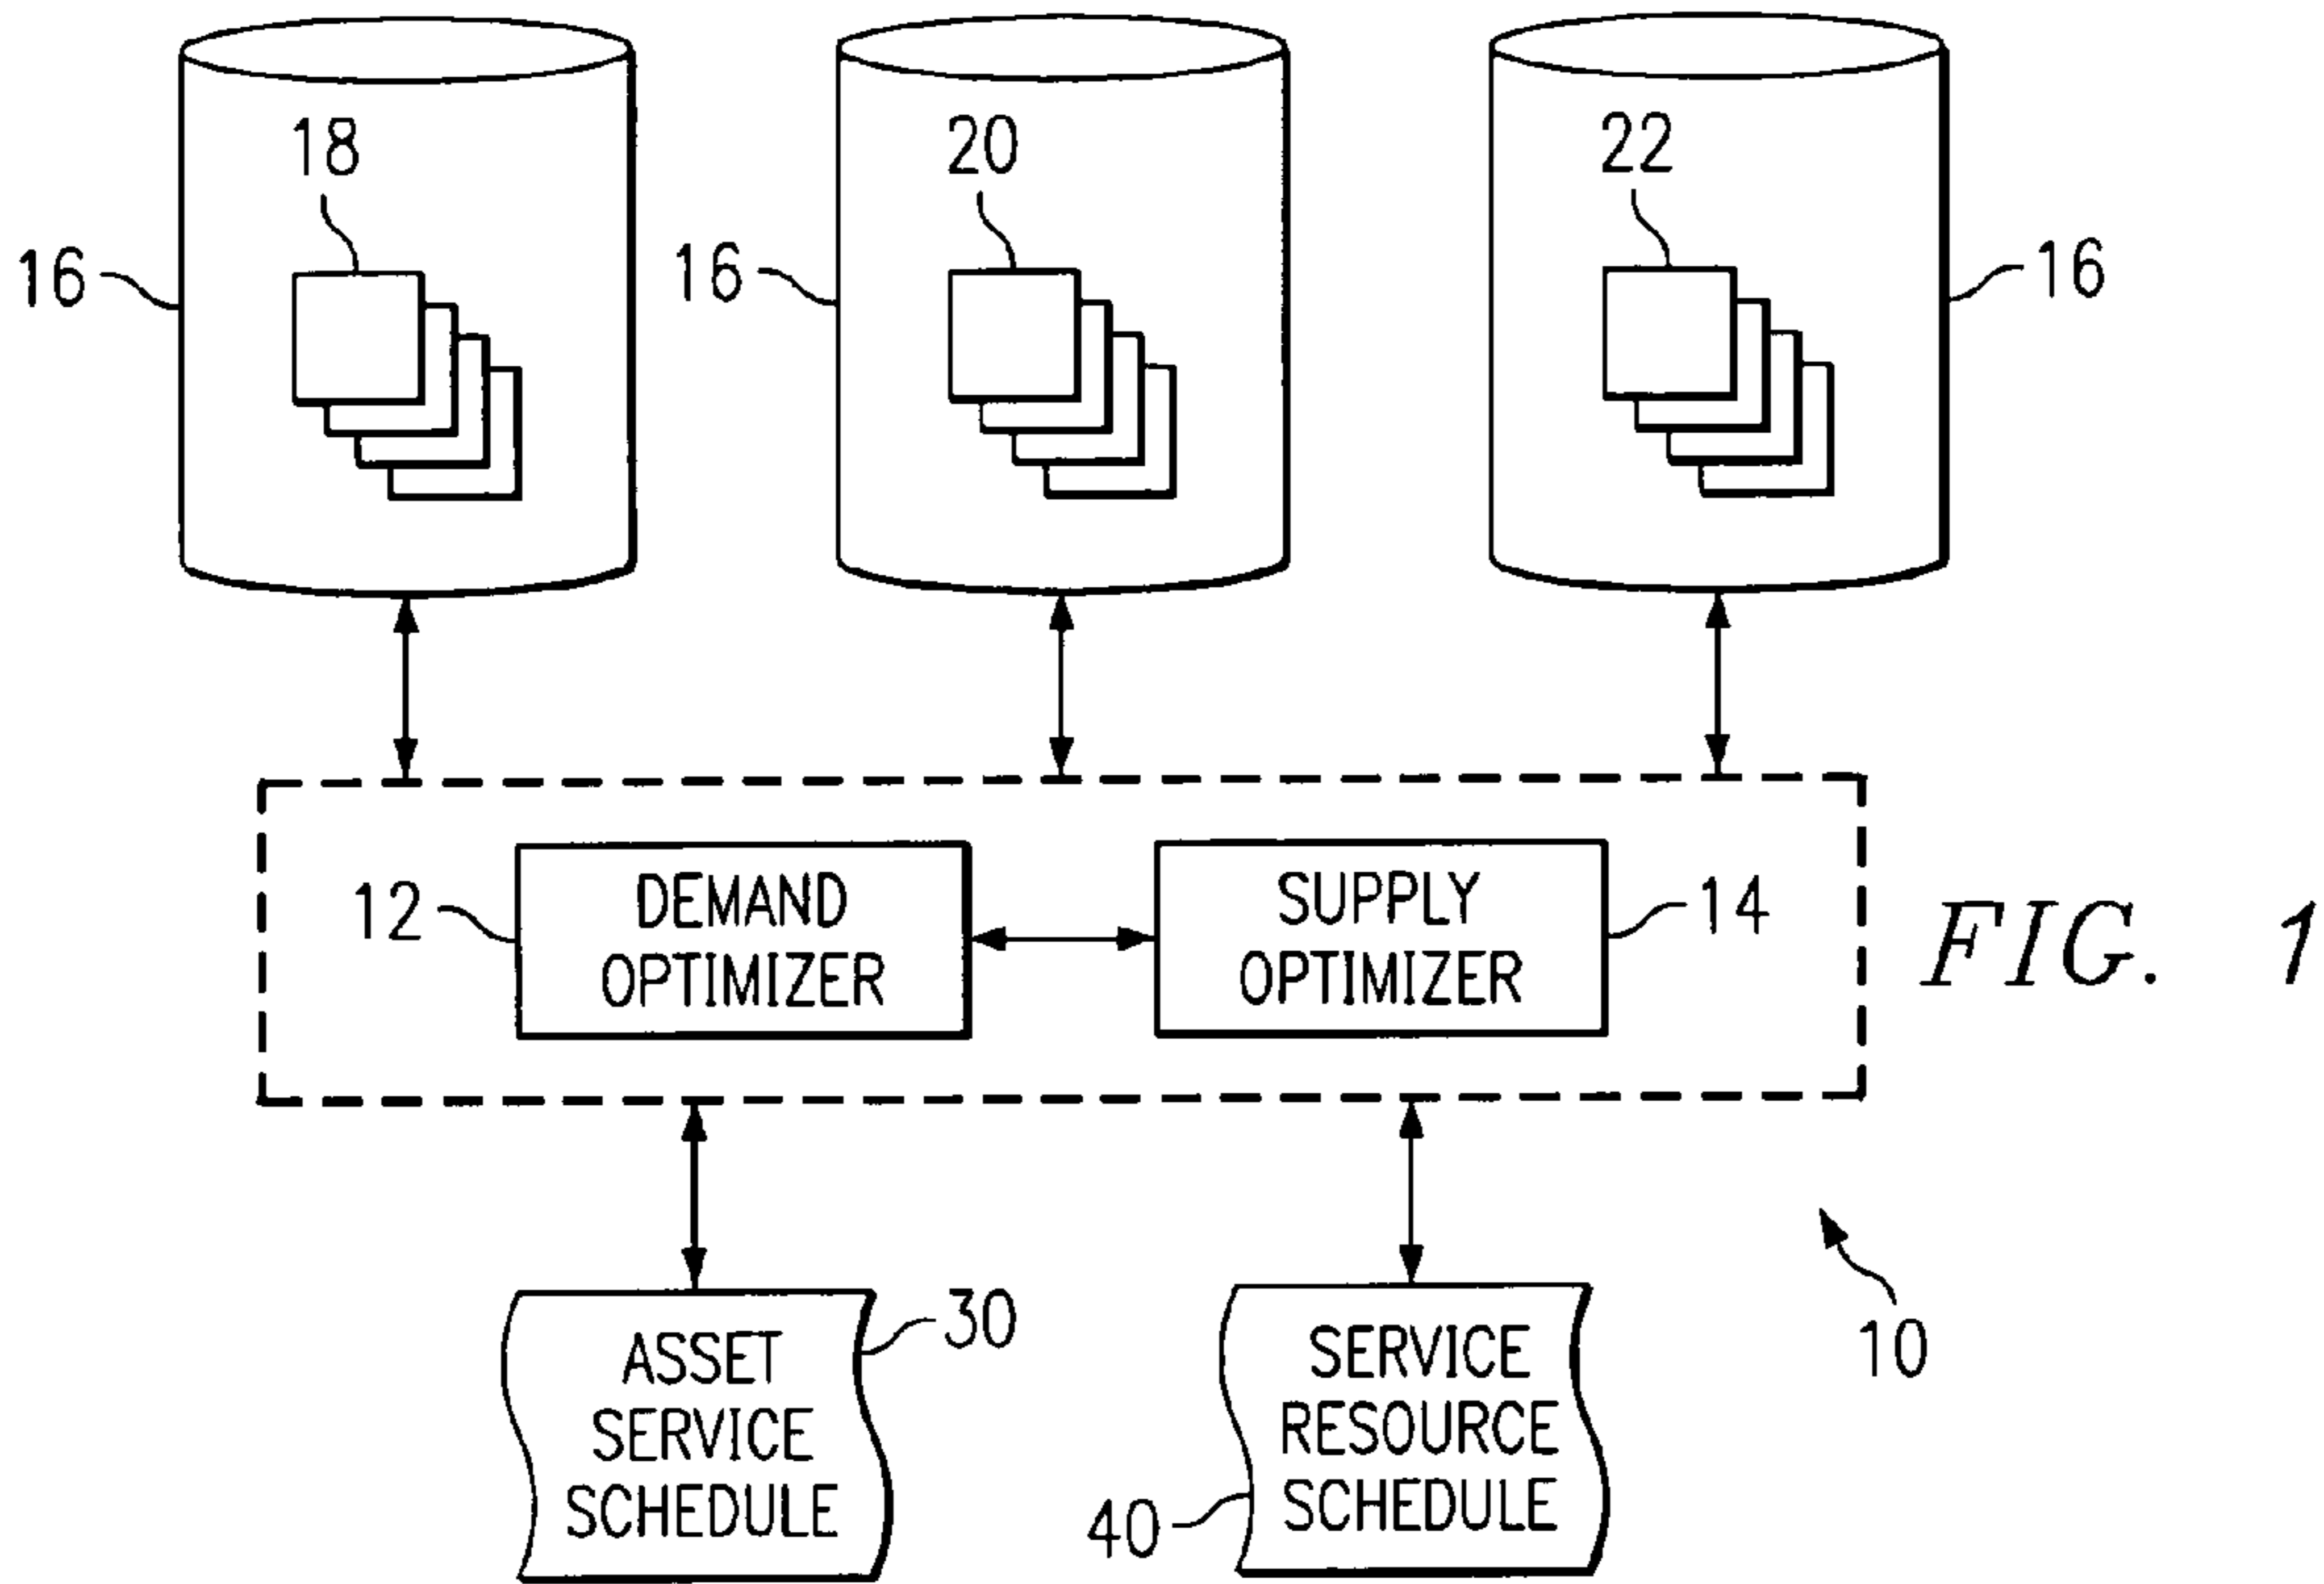 18
20
22
16
16
16
12
DEMAND
OPTIMIZER
SUPPLY
OPTIMIZER
14
FIG. 1
ASSET
SERVICE
SCHEDULE
30
SERVICE
RESOURCE
SCHEDULE
40
10